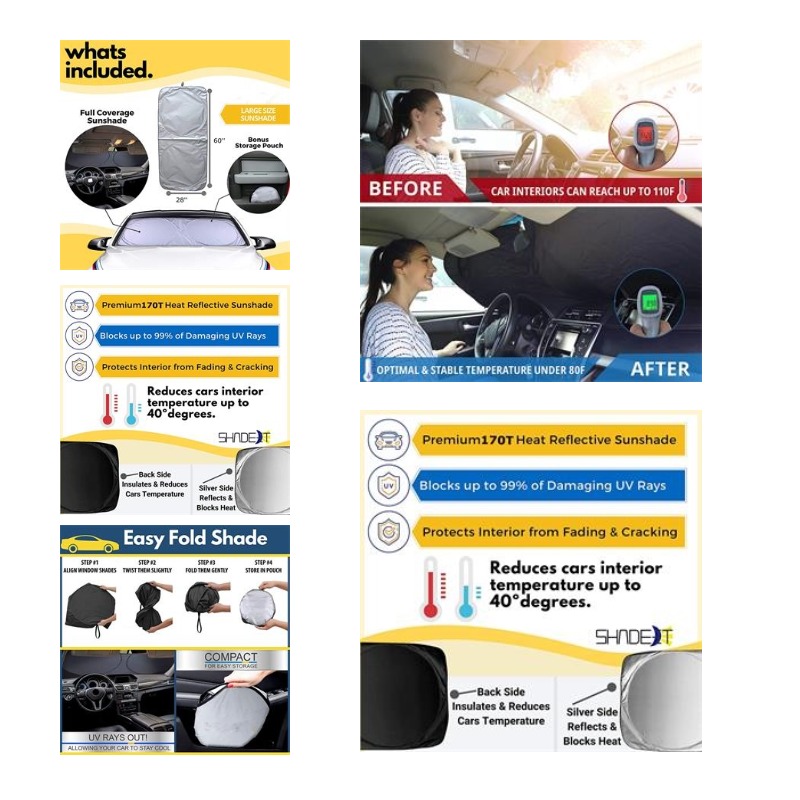 whats
included.
Full Coverage
Sunshade
LARGE SIZE
SUNSHADE
60''
Bonus
Storage Pouch
28''
Premium170T Heat Reflective Sunshade
Blocks up to 99% of Damaging UV Rays
UV
Protects Interior from Fading & Cracking
Reduces cars interior
temperature up to
40°degrees.
SHADEIT
Back Side
Insulates & Reduces
Cars Temperature
Silver Side
Reflects &
Blocks Heat
Easy Fold Shade
STEP #1
ALIGN WINDOW SHADES
STEP #2
TWIST THEM SLIGHTLY
STEP #3
FOLD THEM GENTLY
STEP #4
STORE IN POUCH
COMPACT
FOR EASY STORAGE
UV RAYS OUT!
ALLOWING YOUR CAR TO STAY COOL
BEFORE
CAR INTERIORS CAN REACH UP TO 110F
OPTIMAL & STABLE TEMPERATURE UNDER 80F
AFTER
Premium170T Heat Reflective Sunshade
UV
Blocks up to 99% of Damaging UV Rays
Protects Interior from Fading & Cracking
Reduces cars interior
temperature up to
40°degrees.
SHADEIT
Back Side
Insulates & Reduces
Cars Temperature
Silver Side
Reflects &
Blocks Heat